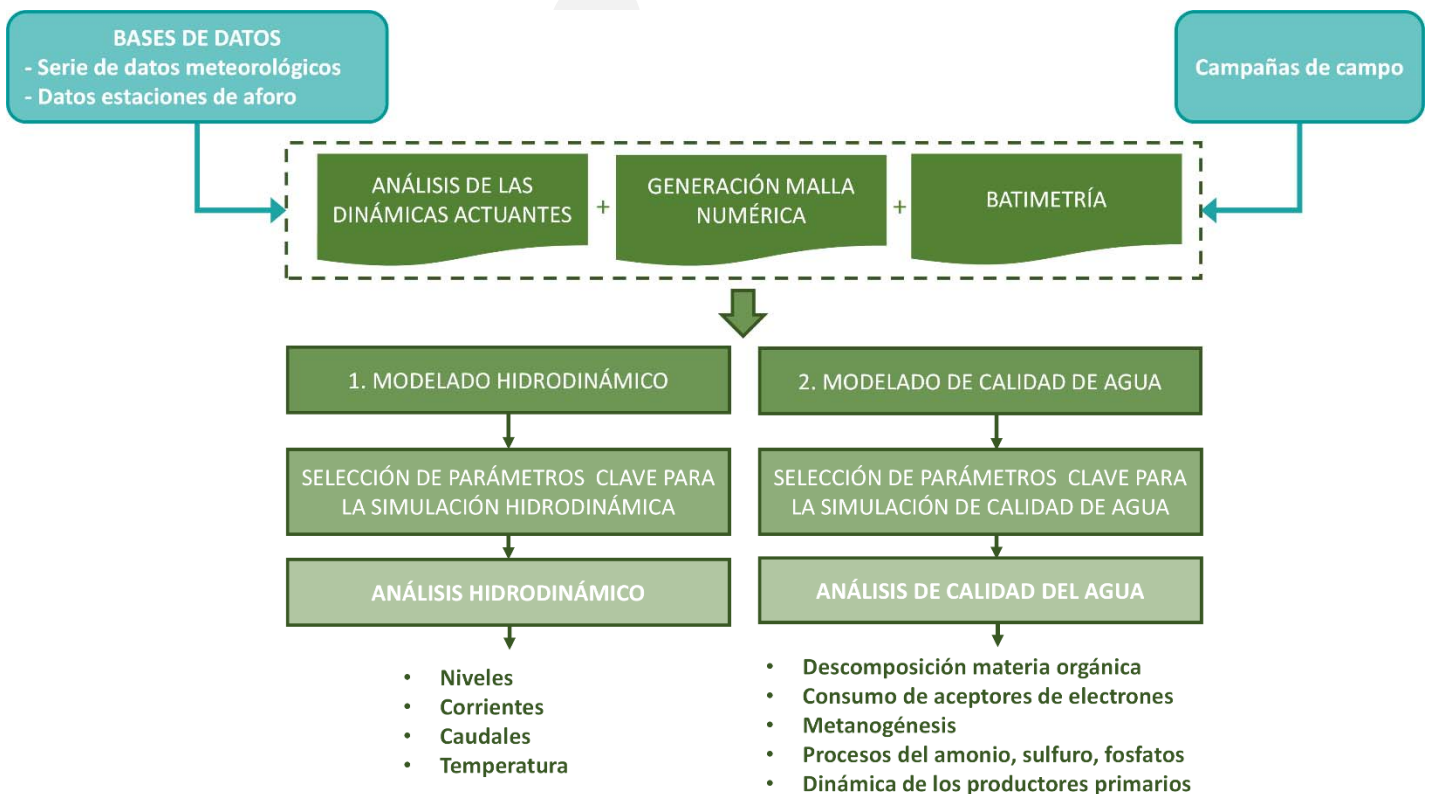 BASES DE DATOS
- Serie de datos meteorológicos
- Datos estaciones de aforo
Campañas de campo
ANÁLISIS DE LAS
DINÁMICAS ACTUANTES
+
GENERACIÓN MALLA
NUMÉRICA
+
BATIMETRÍA
1. MODELADO HIDRODINÁMICO
SELECCIÓN DE PARÁMETROS CLAVE PARA
LA SIMULACIÓN HIDRODINÁMICA
ANÁLISIS HIDRODINÁMICO
• Niveles
• Corrientes
• Caudales
• Temperatura
2. MODELADO DE CALIDAD DE AGUA
SELECCIÓN DE PARÁMETROS CLAVE PARA
LA SIMULACIÓN DE CALIDAD DE AGUA
ANÁLISIS DE CALIDAD DEL AGUA
• Descomposición materia orgánica
• Consumo de aceptores de electrones
• Metanogénesis
• Procesos del amonio, sulfuro, fosfatos
• Dinámica de los productores primarios